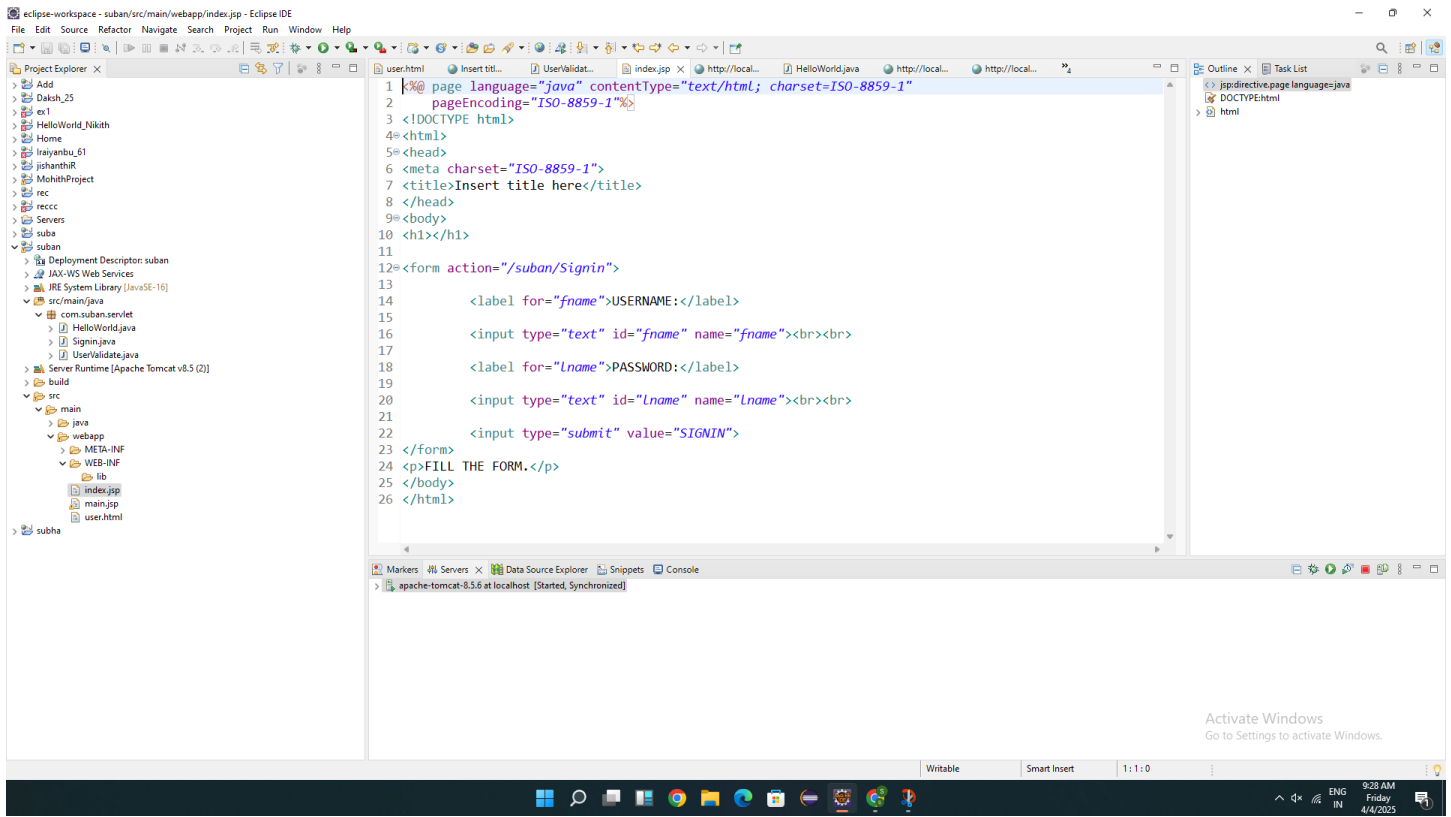 eclipse-workspace - suban/src/main/webapp/index.jsp - Eclipse IDE
File Edit Source Refactor Navigate Search Project Run Window Help
Project Explorer
Add
Daksh_25
ex1
HelloWorld_Nikith
Home
Iraiyanbu_61
jishanthiR
MohithProject
rec
reccc
Servers
suba
suban
Deployment Descriptor: suban
JAX-WS Web Services
JRE System Library [JavaSE-16]
src/main/java
com.suban.servlet
HelloWorld.java
Signin.java
UserValidate.java
Server Runtime [Apache Tomcat v8.5 (2)]
build
src
main
java
webapp
META-INF
WEB-INF
lib
index.jsp
main.jsp
user.html
subha
user.html Insert titl... UserValidat... index.jsp http://local... HelloWorld.java http://local... http://local... »4
1 <%@ page language="java" contentType="text/html; charset=ISO-8859-1"
2 pageEncoding="ISO-8859-1"%>
3 <!DOCTYPE html>
4 <html>
5 <head>
6 <meta charset="ISO-8859-1">
7 <title>Insert title here</title>
8 </head>
9 <body>
10 <h1></h1>
11
12 <form action="/suban/Signin">
13
14 <label for="fname">USERNAME:</label>
15
16 <input type="text" id="fname" name="fname"><br><br>
17
18 <label for="lname">PASSWORD:</label>
19
20 <input type="text" id="lname" name="lname"><br><br>
21
22 <input type="submit" value="SIGNIN">
23 </form>
24 <p>FILL THE FORM.</p>
25 </body>
26 </html>
Outline Task List
jsp:directive.page language=java
DOCTYPE:html
html
Markers Servers Data Source Explorer Snippets Console
apache-tomcat-8.5.6 at localhost [Started, Synchronized]
Activate Windows
Go to Settings to activate Windows.
Writable Smart Insert 1 : 1 : 0
ENG
IN
9:28 AM
Friday
4/4/2025
1